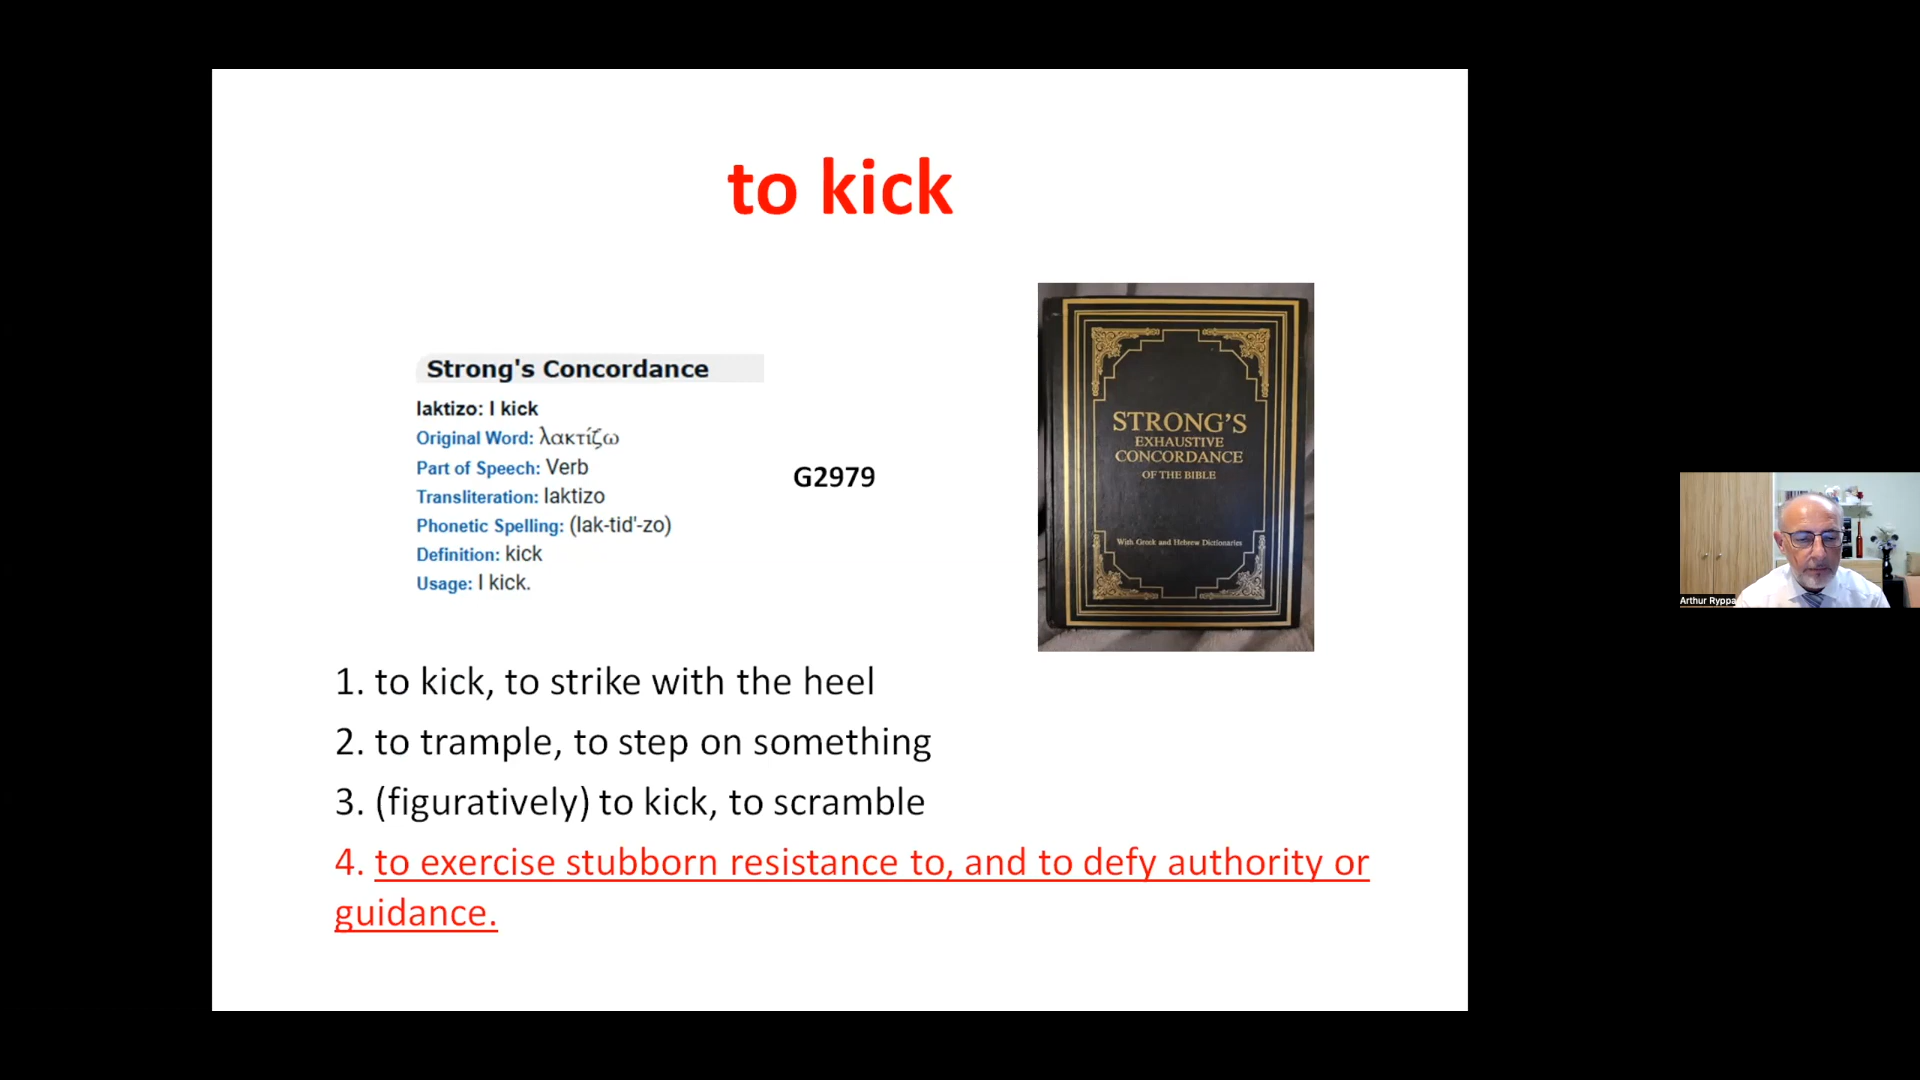 to kick
Strong's Concordance
laktizo: I kick
Original Word: λακτίζω
Part of Speech: Verb
Transliteration: laktizo
Phonetic Spelling: (lak-tid'-zo)
Definition: kick
Usage: I kick.
G2979
STRONG'S
EXHAUSTIVE
CONCORDANCE
OF THE BIBLE
With Greek and Hebrew Dictionaries
1. to kick, to strike with the heel
2. to trample, to step on something
3. (figuratively) to kick, to scramble
4. to exercise stubborn resistance to, and to defy authority or
guidance.
Arthur Ryppa